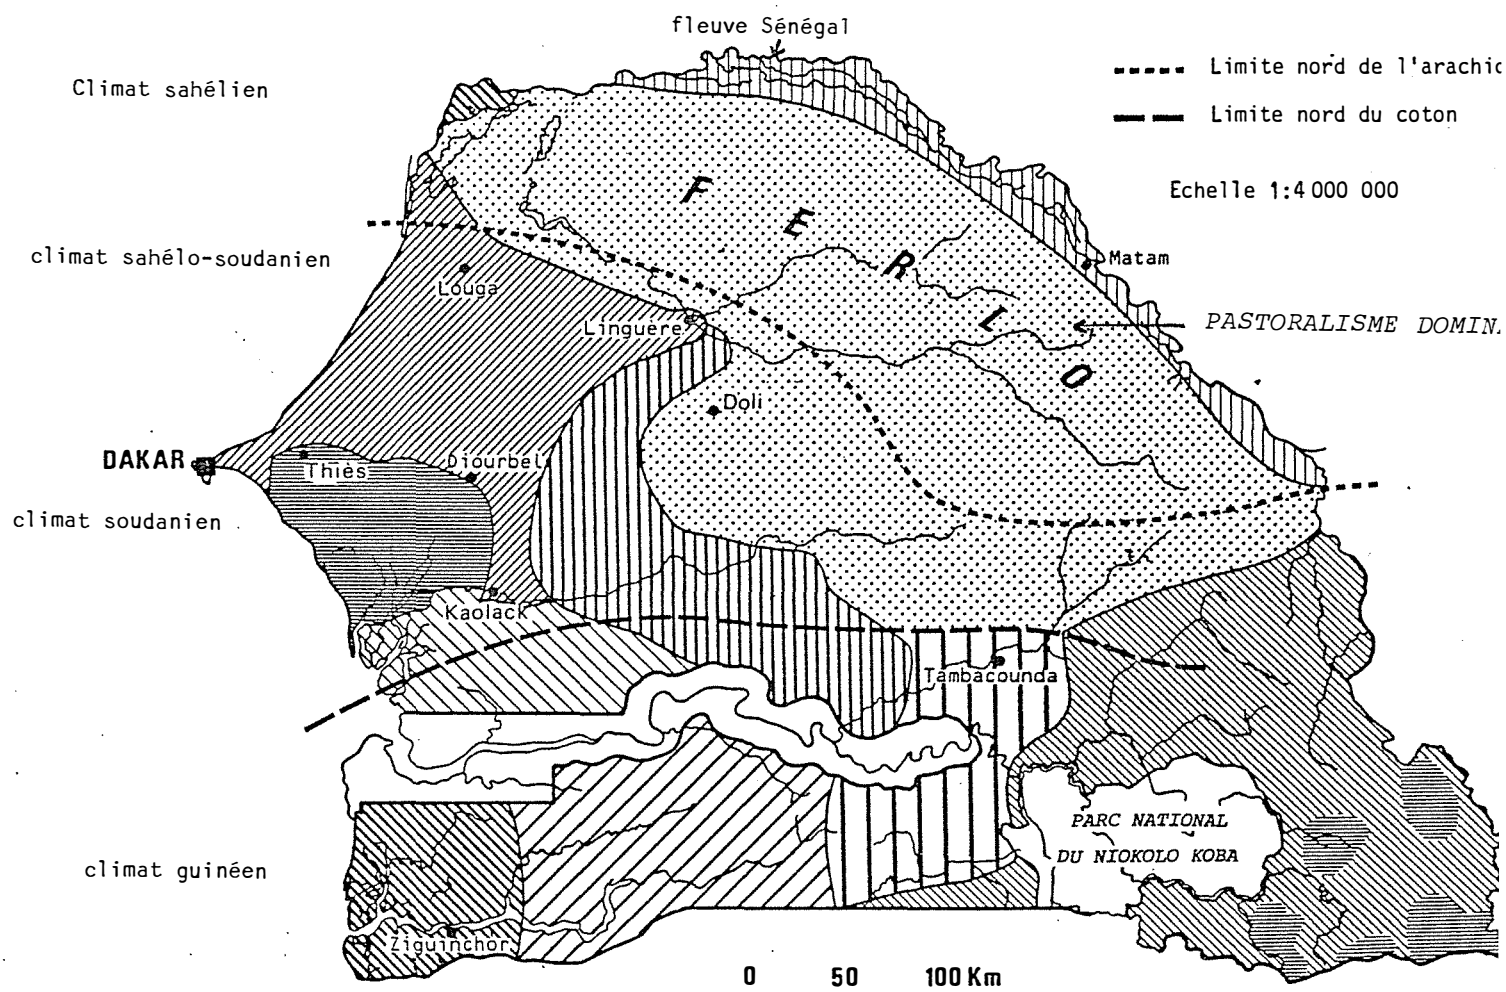 fleuve Sénégal
Climat sahélien
Limite nord de l'arachid
Limite nord du coton
Echelle 1:4 000 000
F E R L O
climat sahélo-soudanien
Matam
Louga
Linguère
PASTORALISME DOMINA
Doli
DAKAR
Thiès
Diourbel
climat soudanien
Kaolack
Tambacounda
PARC NATIONAL
DU NIOKOLO KOBA
climat guinéen
Ziguinchor
0 50 100 Km